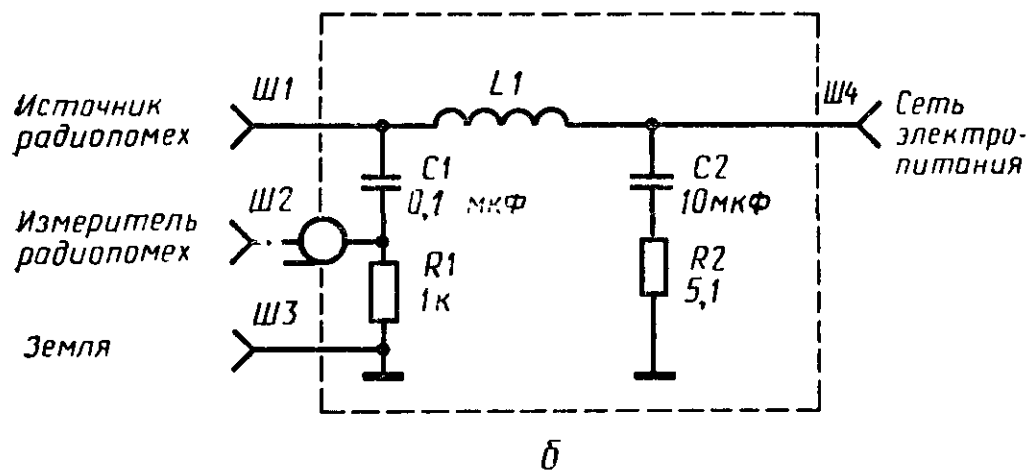 L1
Ш1
Ш4
Источник
радиопомех
Сеть
электро-
питания
C1
0,1 мкФ
C2
10мкФ
Ш2
Измеритель
радиопомех
R1
1к
R2
5,1
Ш3
Земля
б